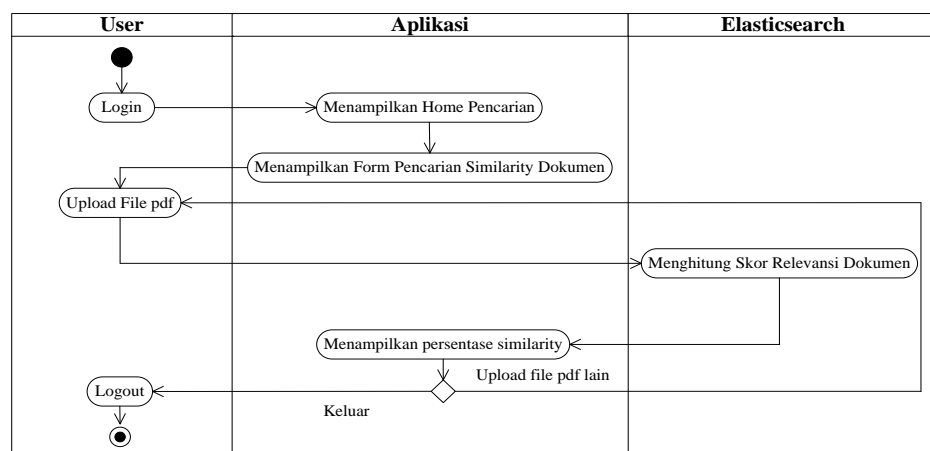 User
Aplikasi
Elasticsearch
Login
Menampilkan Home Pencarian
Menampilkan Form Pencarian Similarity Dokumen
Upload File pdf
Menghitung Skor Relevansi Dokumen
Menampilkan persentase similarity
Upload file pdf lain
Logout
Keluar